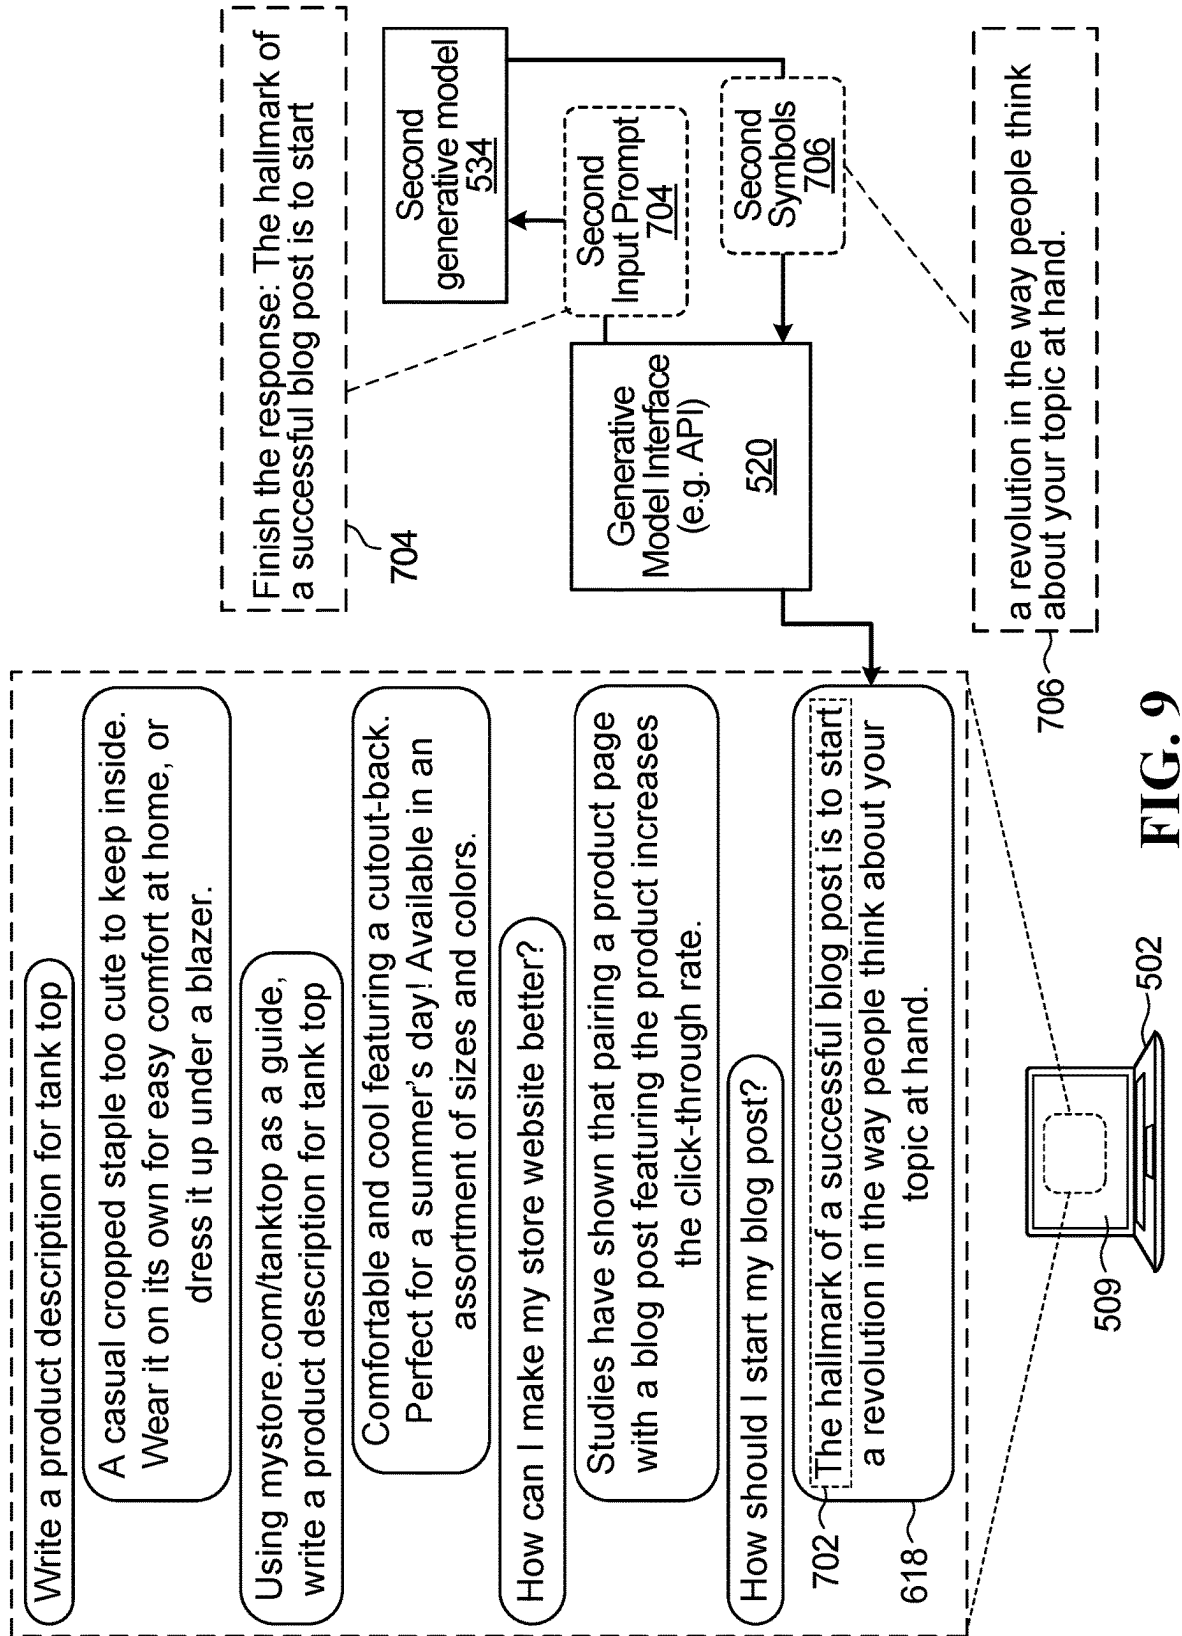 Write a product description for tank top
A casual cropped staple too cute to keep inside.
Wear it on its own for easy comfort at home, or
dress it up under a blazer.
Using mystore.com/tanktop as a guide,
write a product description for tank top
Comfortable and cool featuring a cutout-back.
Perfect for a summer's day! Available in an
assortment of sizes and colors.
How can I make my store website better?
Studies have shown that pairing a product page
with a blog post featuring the product increases
the click-through rate.
How should I start my blog post?
702
The hallmark of a successful blog post is to start
a revolution in the way people think about your
topic at hand.
618
509
502
Finish the response: The hallmark of
a successful blog post is to start
704
Second
generative model
534
Second
Input Prompt
704
Generative
Model Interface
(e.g. API)
520
Second
Symbols
706
a revolution in the way people think
about your topic at hand.
706
FIG. 9